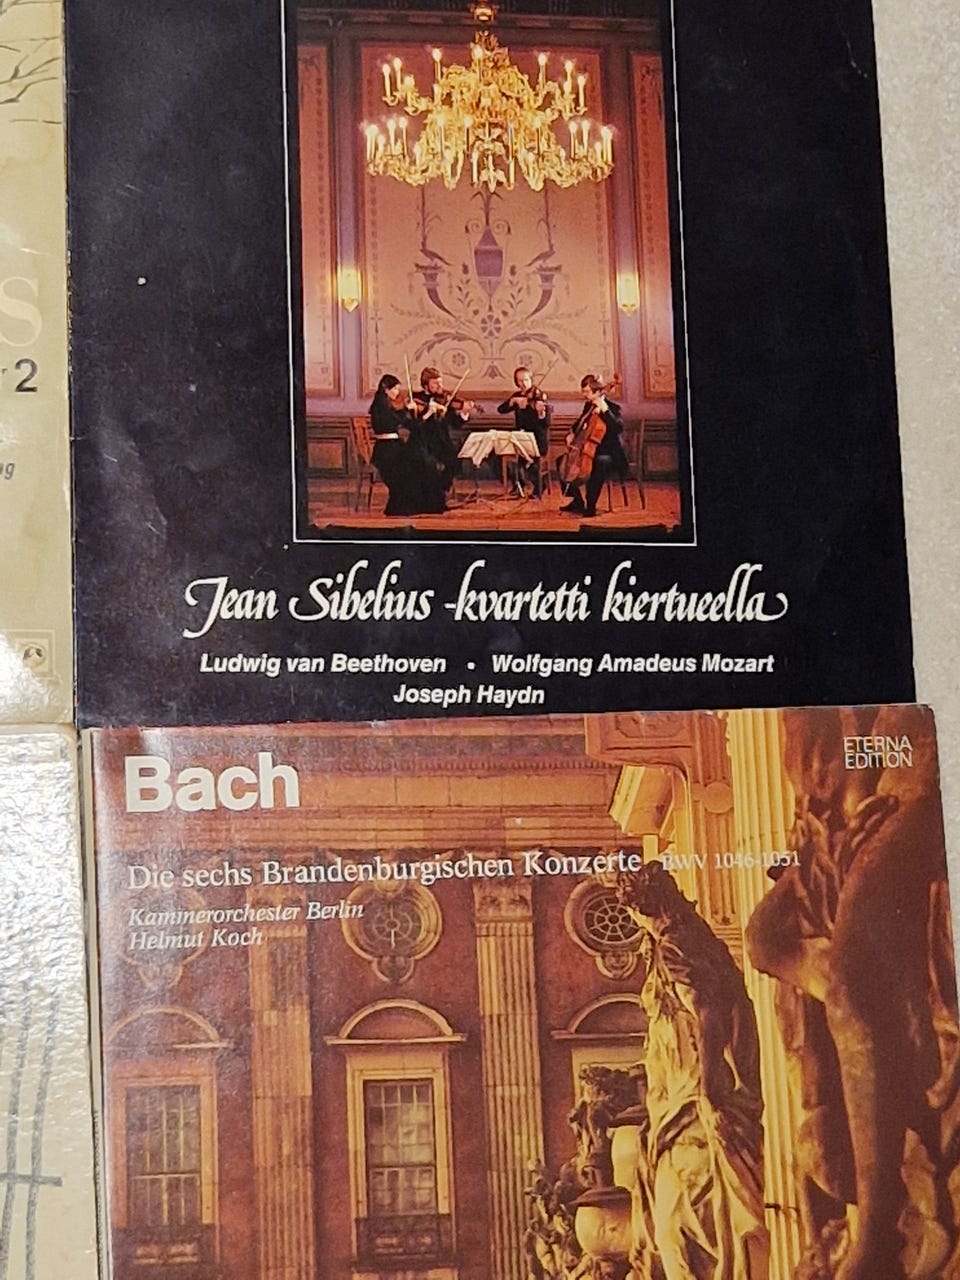 S
2
Jean Sibelius -kvartetti kiertueella
Ludwig van Beethoven • Wolfgang Amadeus Mozart
Joseph Haydn
Bach
ETERNA
EDITION
Die sechs Brandenburgischen Konzerte BWV 1046-1051
Kammerorchester Berlin
Helmut Koch